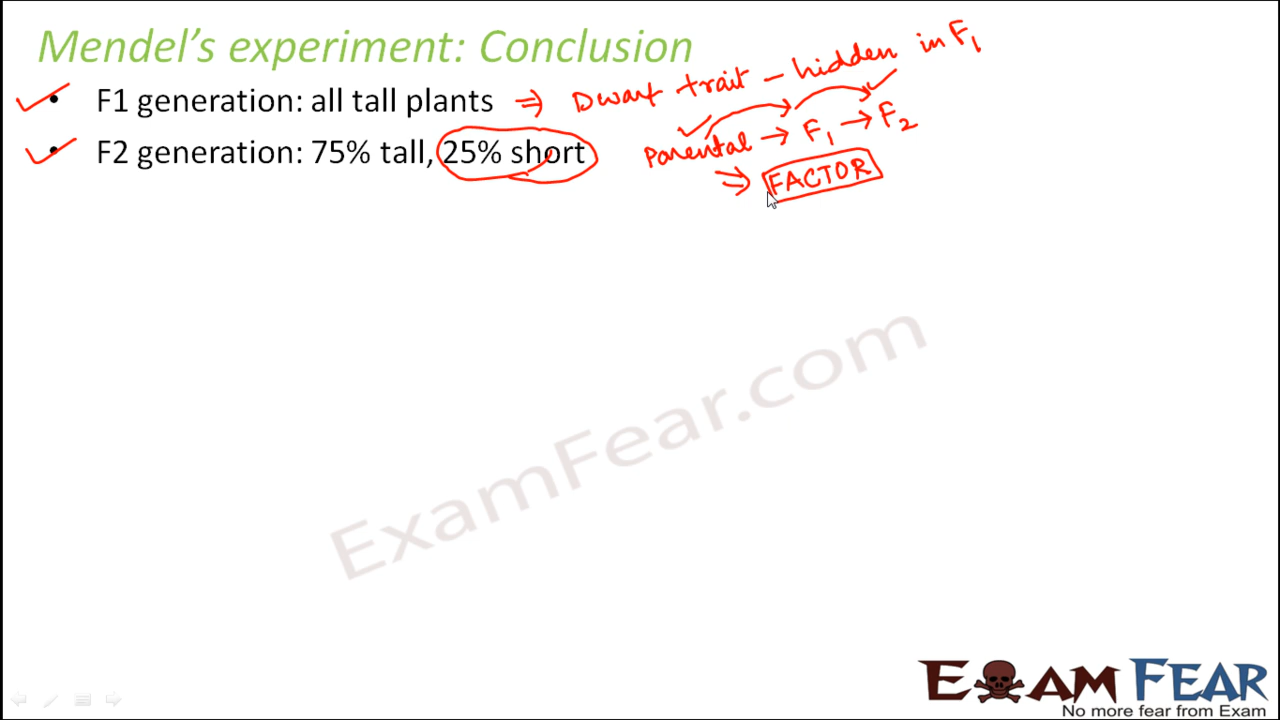 Mendel's experiment: Conclusion
• F1 generation: all tall plants ⇒ Dwarf trait – hidden in F₁
• F2 generation: 75% tall, 25% short
Parental → F₁ → F₂
⇒ FACTOR
ExamFear.com
EXAM FEAR
No more fear from Exam